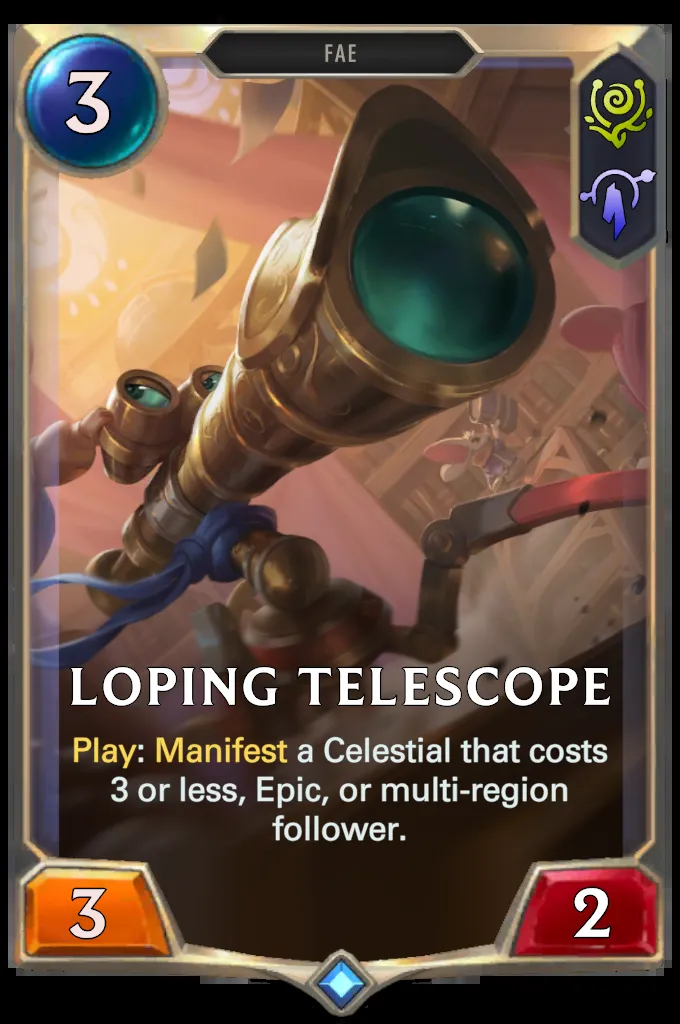 FAE
3
LOPING TELESCOPE
Play: Manifest a Celestial that costs
3 or less, Epic, or multi-region
follower.
3
2